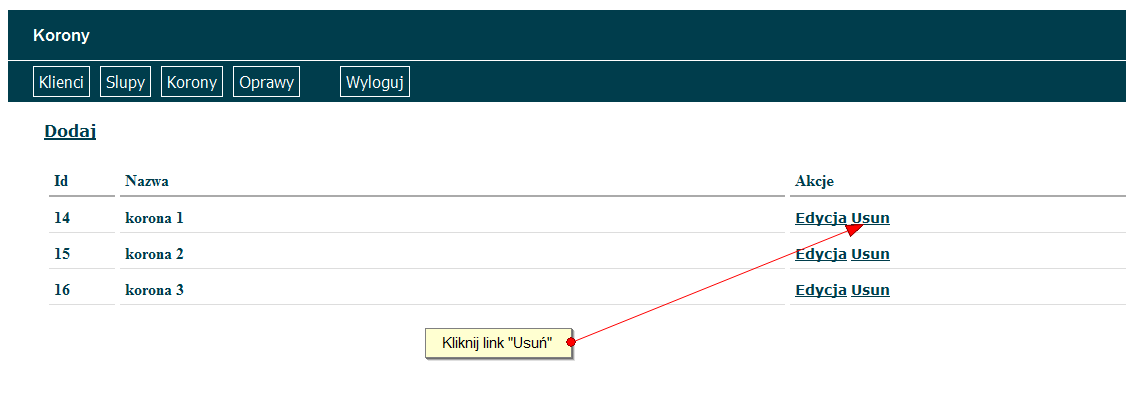 Korony
Klienci Slupy Korony Oprawy Wyloguj
Dodaj
Id Nazwa Akcje
14 korona 1 Edycja Usun
15 korona 2 Edycja Usun
16 korona 3 Edycja Usun
Kliknij link "Usuń"